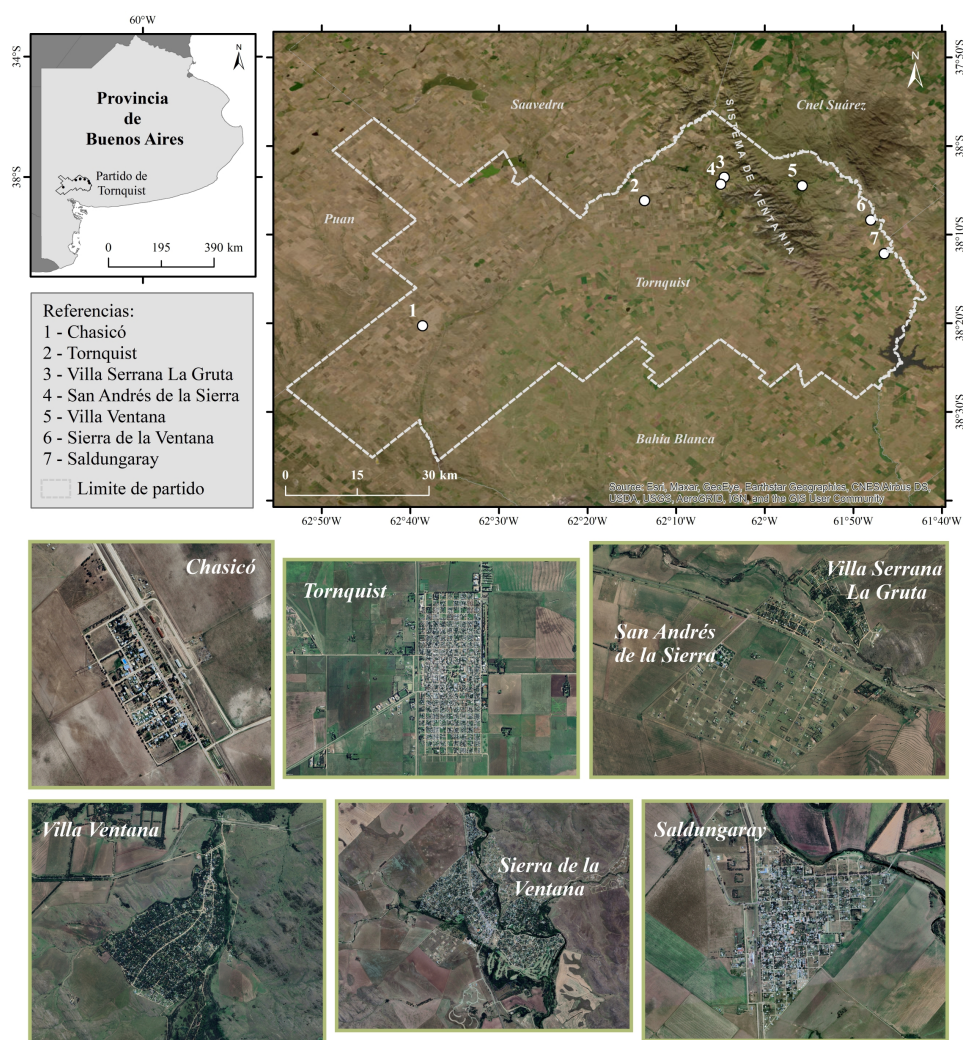 60°W
34°S
38°S
N
Provincia
de
Buenos Aires
Partido de
Tornquist
0 195 390 km
Referencias:
1 - Chasicó
2 - Tornquist
3 - Villa Serrana La Gruta
4 - San Andrés de la Sierra
5 - Villa Ventana
6 - Sierra de la Ventana
7 - Saldungaray
Limite de partido
N
Saavedra
Cnel Suárez
SISTEMA DE VENTANIA
Puan
Tornquist
Bahia Blanca
1
2
3
4
5
6
7
0 15 30 km
Source: Esri, Maxar, GeoEye, Earthstar Geographics, CNES/Airbus DS,
USDA, USGS, AeroGRID, IGN, and the GIS User Community
37°50'S
38°S
38°10'S
38°20'S
38°30'S
62°50'W 62°40'W 62°30'W 62°20'W 62°10'W 62°W 61°50'W 61°40'W
Chasicó
Tornquist
San Andrés
de la Sierra
Villa Serrana
La Gruta
Villa Ventana
Sierra de la
Ventana
Saldungaray